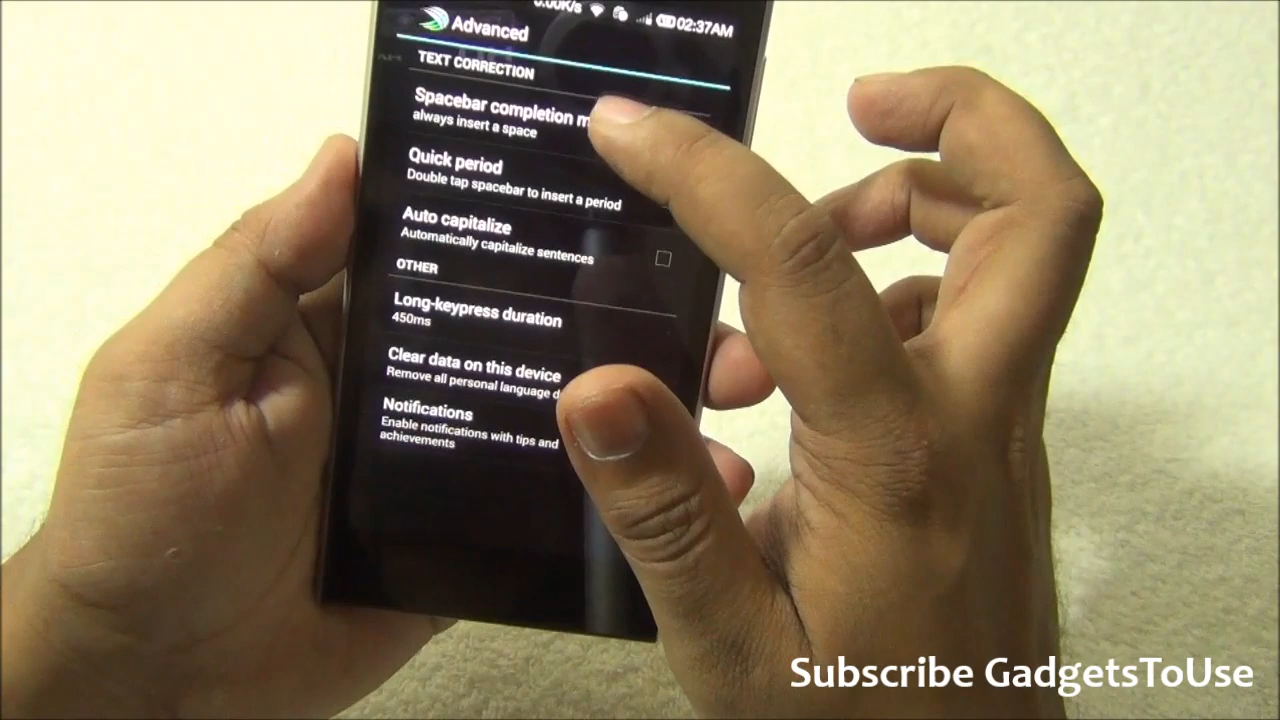 0.00K/s 02:37AM
Advanced
TEXT CORRECTION
Spacebar completion
always insert a space
Quick period
Double tap spacebar to insert a period
Auto capitalize
Automatically capitalize sentences
OTHER
Long-keypress duration
450ms
Clear data on this device
Remove all personal language
Notifications
Enable notifications with tips and
achievements
Subscribe GadgetsToUse